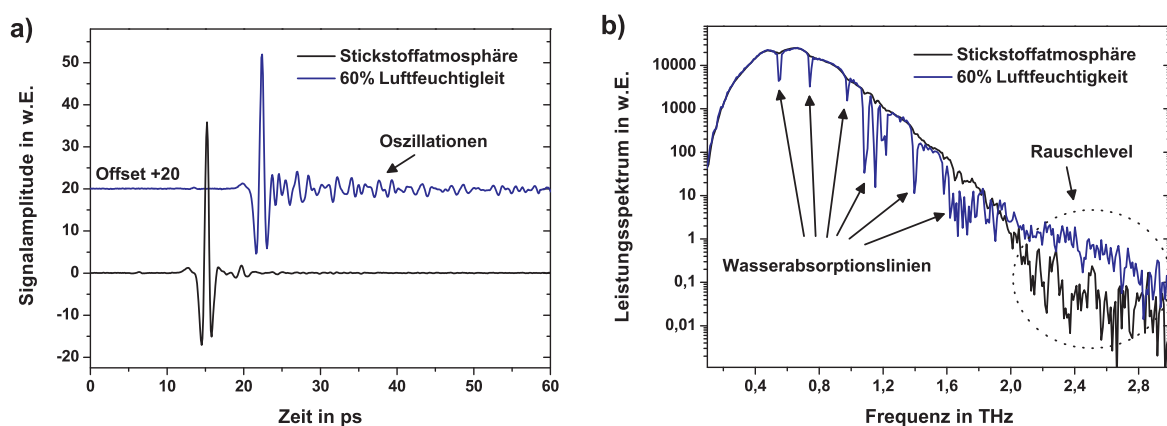 a)
Stickstoffatmosphäre
60% Luftfeuchtigleit
Oszillationen
Offset +20
Signalamplitude in w.E.
50
40
30
20
10
0
-10
-20
0
10
20
30
40
50
60
Zeit in ps
b)
Stickstoffatmosphäre
60% Luftfeuchtigkeit
Rauschlevel
Wasserabsorptionslinien
Leistungsspektrum in w.E.
10000
1000
100
10
1
0,1
0,01
0,4
0,8
1,2
1,6
2,0
2,4
2,8
Frequenz in THz